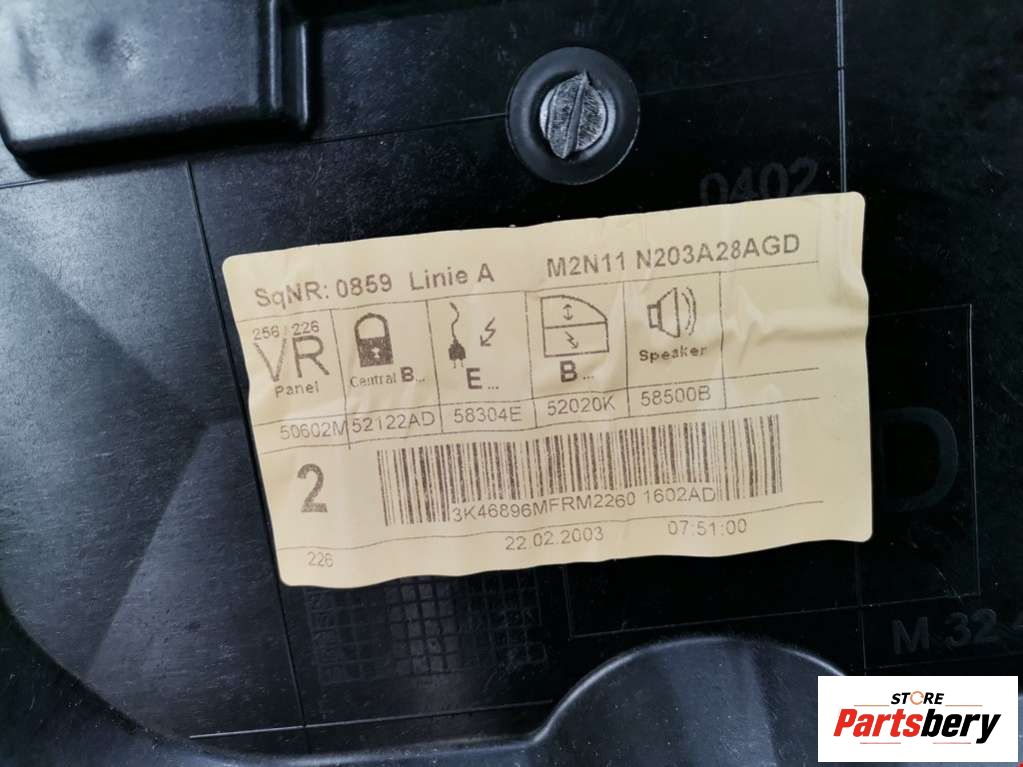 0402
SqNR: 0859 Linie A M2N11 N203A28AGD
256 / 226
VR
Panel
Central B...
E...
B...
Speaker
50602M 52122AD 58304E 52020K 58500B
2
3K46896MFRM2260 1602AD
22.02.2003 07:51:00
226
D
M 32
STORE
Partsbery